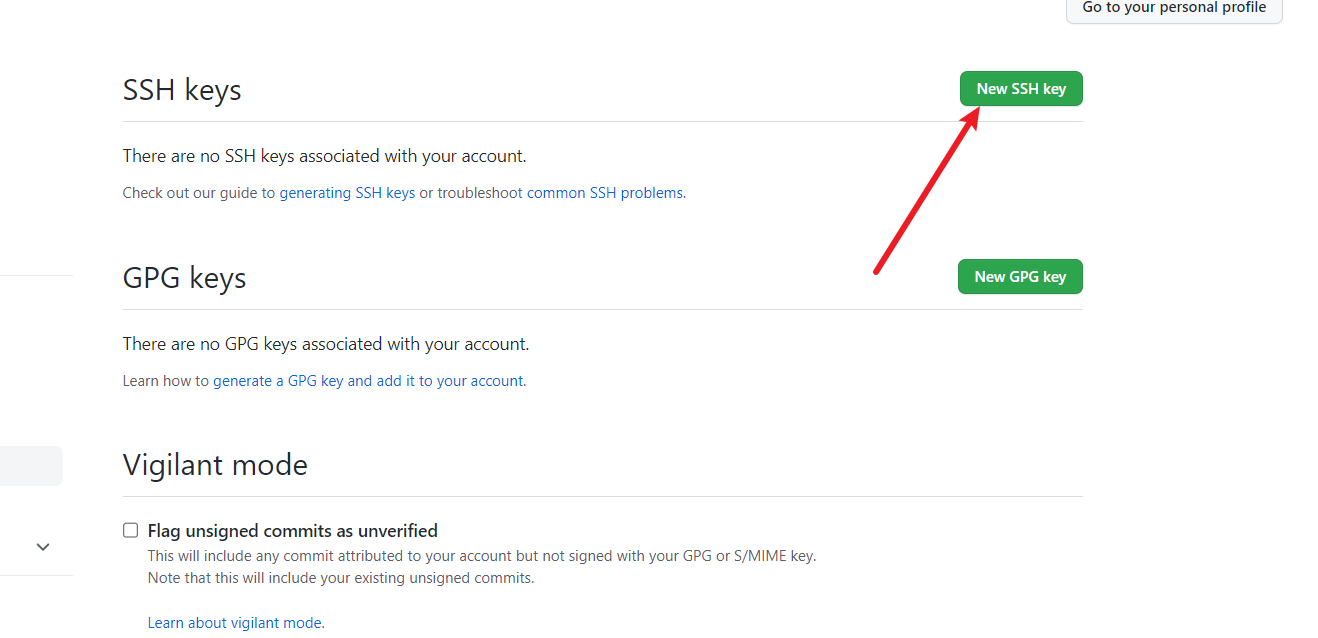 Go to your personal profile
SSH keys
New SSH key
There are no SSH keys associated with your account.
Check out our guide to generating SSH keys or troubleshoot common SSH problems.
GPG keys
New GPG key
There are no GPG keys associated with your account.
Learn how to generate a GPG key and add it to your account.
Vigilant mode
Flag unsigned commits as unverified
This will include any commit attributed to your account but not signed with your GPG or S/MIME key.
Note that this will include your existing unsigned commits.
Learn about vigilant mode.